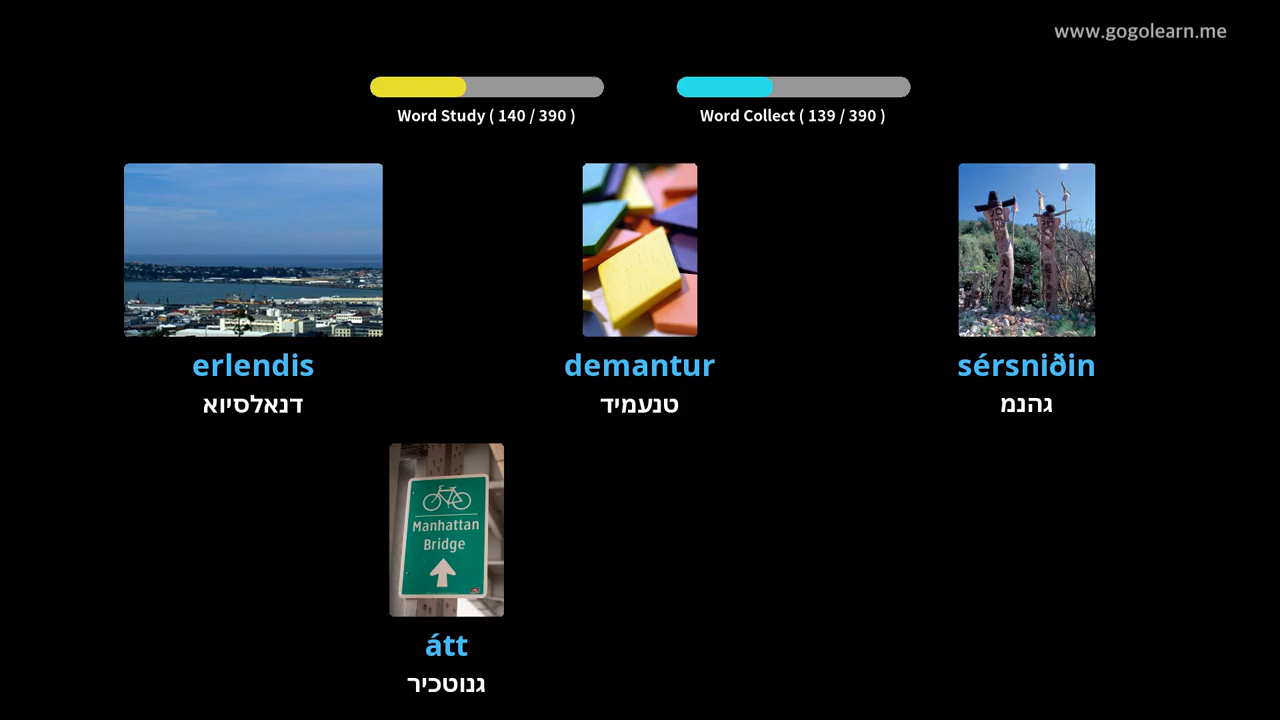 www.gogolearn.me
Word Study ( 140 / 390 )
Word Collect ( 139 / 390 )
erlendis
דנאלסיוא
demantur
טנעמיד
sérsniðin
גהנמ
Manhattan
Bridge
átt
גנוטכיר